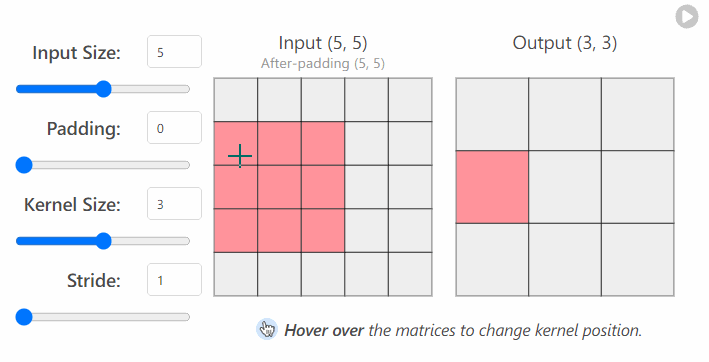 Input (5, 5)
Output (3, 3)
After-padding (5, 5)
Input Size: 5
Padding: 0
Kernel Size: 3
Stride: 1
Hover over the matrices to change kernel position.